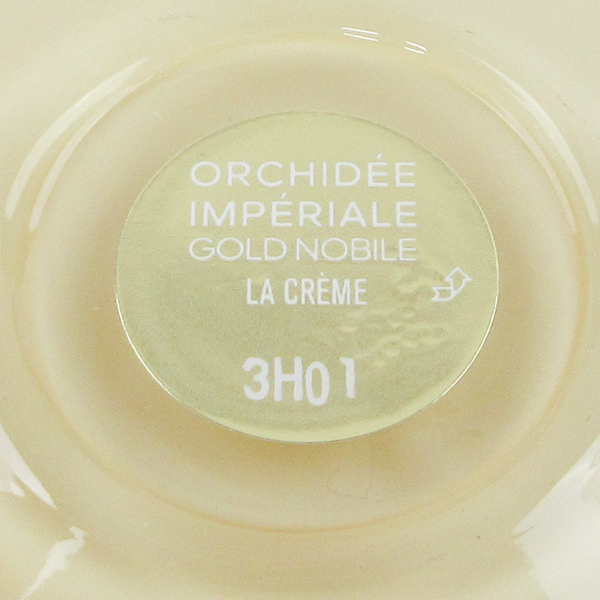 ORCHIDÉE
IMPÉRIALE
GOLD NOBILE
LA CRÈME
3H01